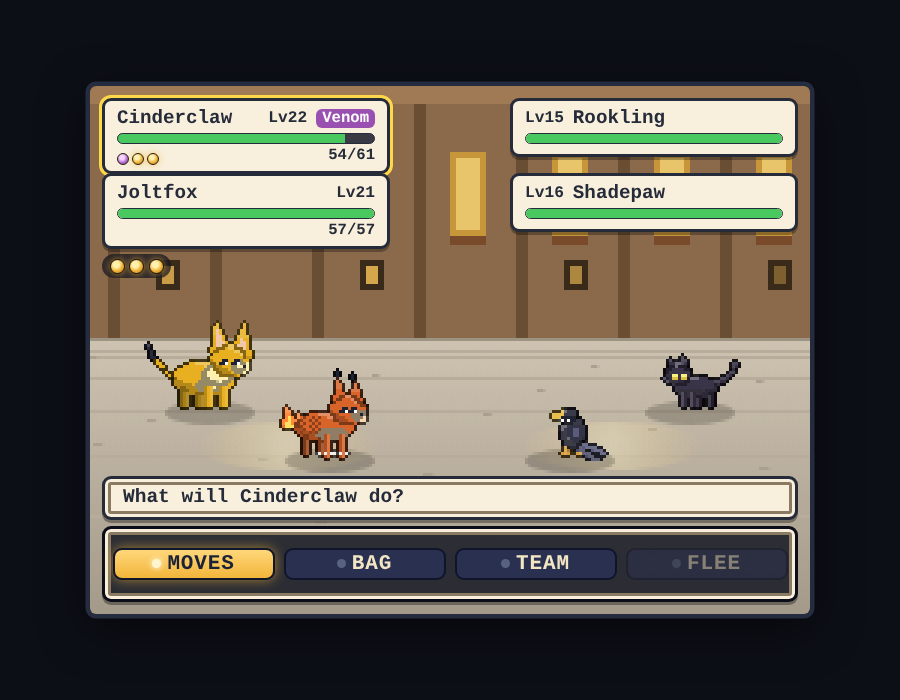 Cinderclaw Lv22 Venom
54/61
Joltfox Lv21
57/57
Lv15 Rookling
Lv16 Shadepaw
What will Cinderclaw do?
MOVES BAG TEAM FLEE